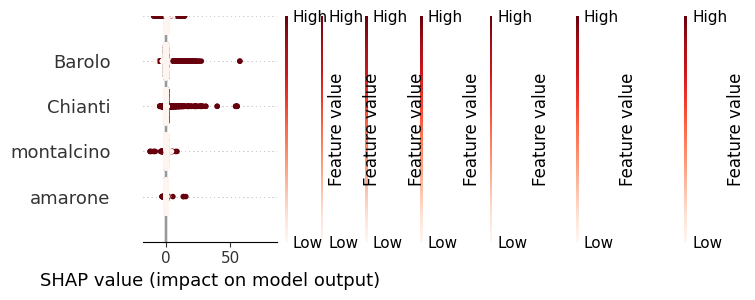 High High High High High High High
Barolo
Chianti
montalcino
amarone
Feature value
Feature value
Feature value
Feature value
Feature value
Feature value
Feature value
Low Low Low Low Low Low Low
0 50
SHAP value (impact on model output)